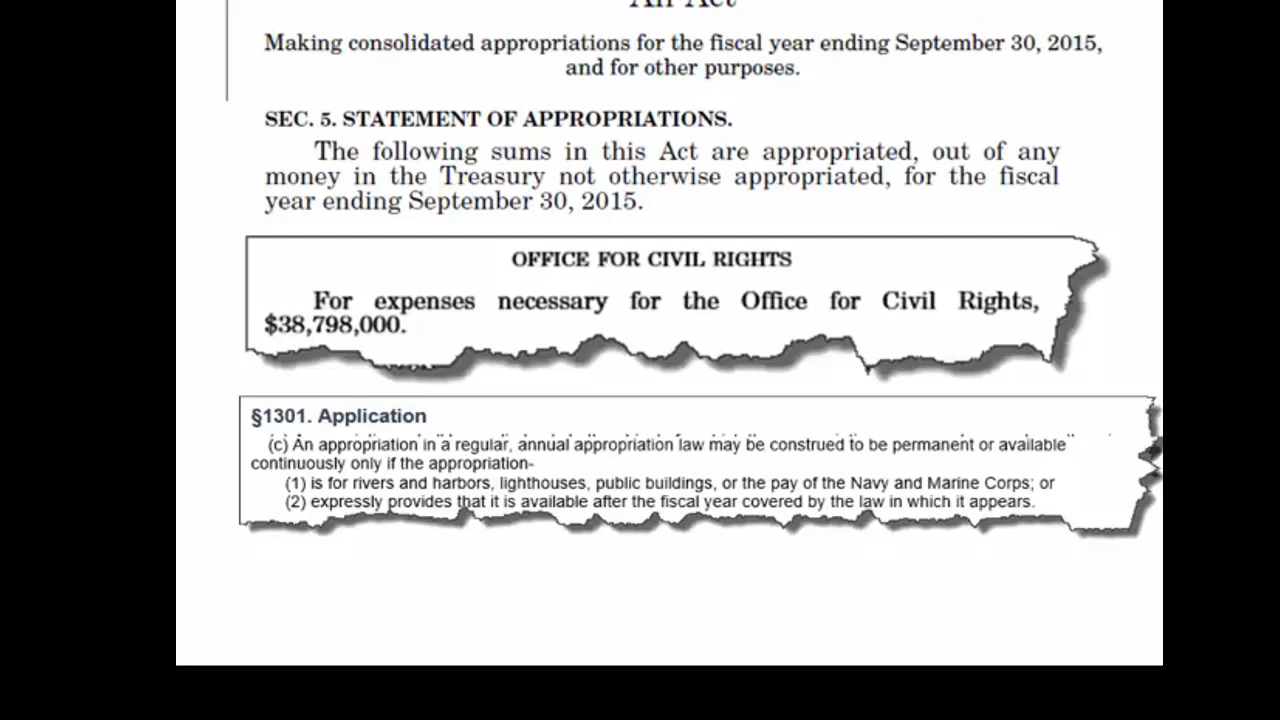 An Act
Making consolidated appropriations for the fiscal year ending September 30, 2015,
and for other purposes.
SEC. 5. STATEMENT OF APPROPRIATIONS.
The following sums in this Act are appropriated, out of any
money in the Treasury not otherwise appropriated, for the fiscal
year ending September 30, 2015.
OFFICE FOR CIVIL RIGHTS
For expenses necessary for the Office for Civil Rights,
$38,798,000.
§1301. Application
(c) An appropriation in a regular, annual appropriation law may be construed to be permanent or available
continuously only if the appropriation-
(1) is for rivers and harbors, lighthouses, public buildings, or the pay of the Navy and Marine Corps; or
(2) expressly provides that it is available after the fiscal year covered by the law in which it appears.